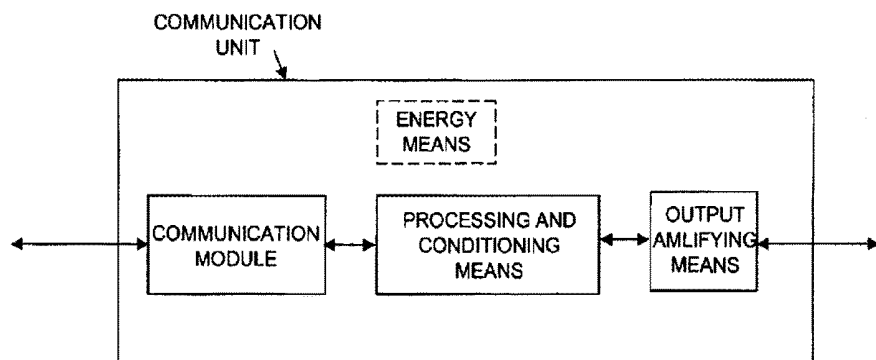 COMMUNICATION
UNIT
ENERGY
MEANS
COMMUNICATION
MODULE
PROCESSING AND
CONDITIONING
MEANS
OUTPUT
AMLIFYING
MEANS